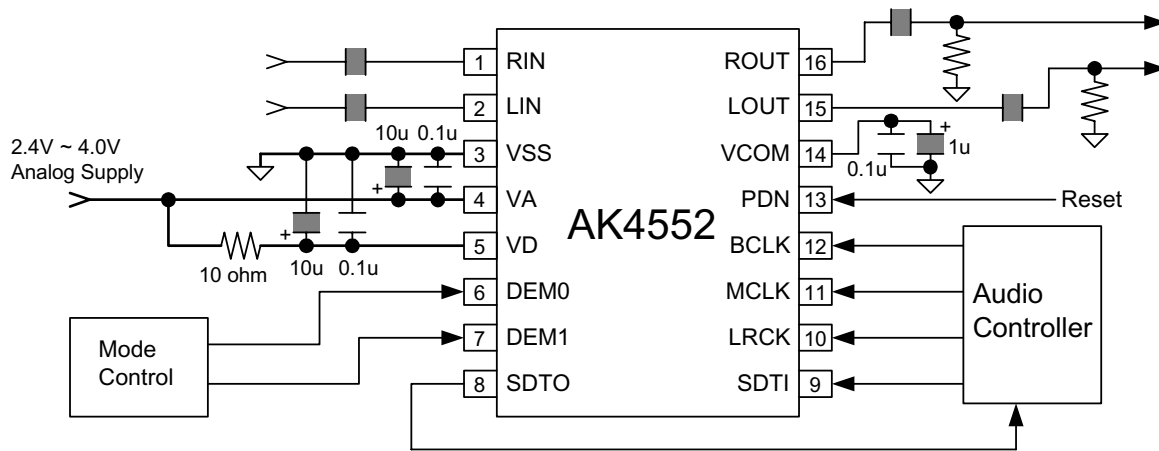 1 RIN
2 LIN
3 VSS
4 VA
5 VD
6 DEM0
7 DEM1
8 SDTO
AK4552
ROUT 16
LOUT 15
VCOM 14
PDN 13
BCLK 12
MCLK 11
LRCK 10
SDTI 9
2.4V ~ 4.0V
Analog Supply
10u 0.1u
+
+
10 ohm
10u 0.1u
Mode
Control
+
0.1u
1u
Reset
Audio
Controller